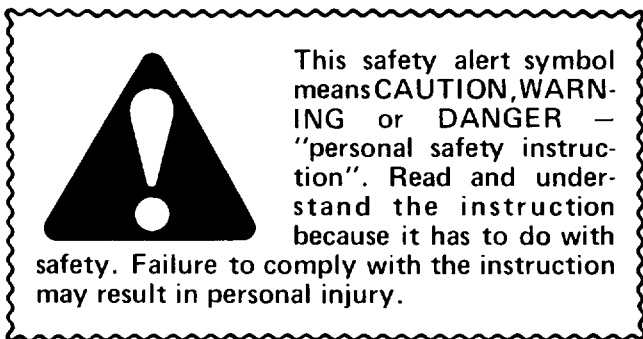 This safety alert symbol
means CAUTION, WARN-
ING or DANGER —
"personal safety instruc-
tion". Read and under-
stand the instruction
because it has to do with
safety. Failure to comply with the instruction
may result in personal injury.